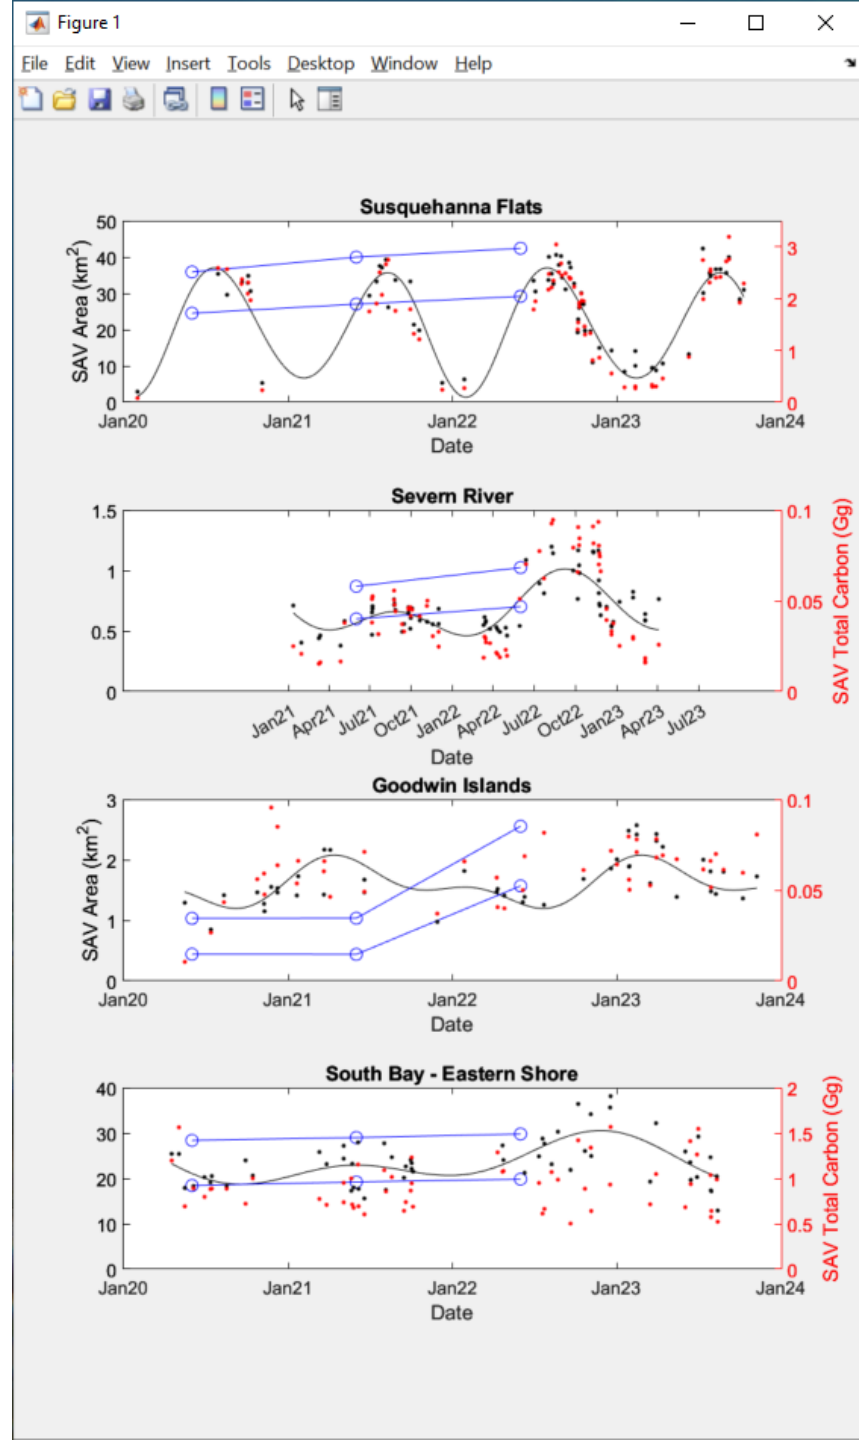 Figure 1
File Edit View Insert Tools Desktop Window Help
Susquehanna Flats
SAV Area (km2)
50
40
30
20
10
0
3
2
1
0
Jan20 Jan21 Jan22 Jan23 Jan24
Date
Severn River
1.5
1
0.5
0
0.1
0.05
0
SAV Total Carbon (Gg)
Jan21 Apr21 Jul21 Oct21 Jan22 Apr22 Jul22 Oct22 Jan23 Apr23 Jul23
Date
Goodwin Islands
SAV Area (km2)
3
2
1
0
0.1
0.05
0
Jan20 Jan21 Jan22 Jan23 Jan24
Date
South Bay - Eastern Shore
40
30
20
10
0
2
1.5
1
0.5
0
SAV Total Carbon (Gg)
Jan20 Jan21 Jan22 Jan23 Jan24
Date